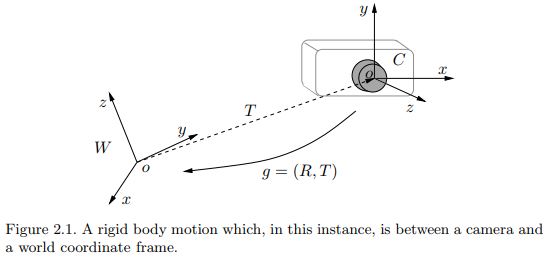 y
C
o
x
z
T
z
y
W
o
g = (R, T)
x
Figure 2.1. A rigid body motion which, in this instance, is between a camera and
a world coordinate frame.